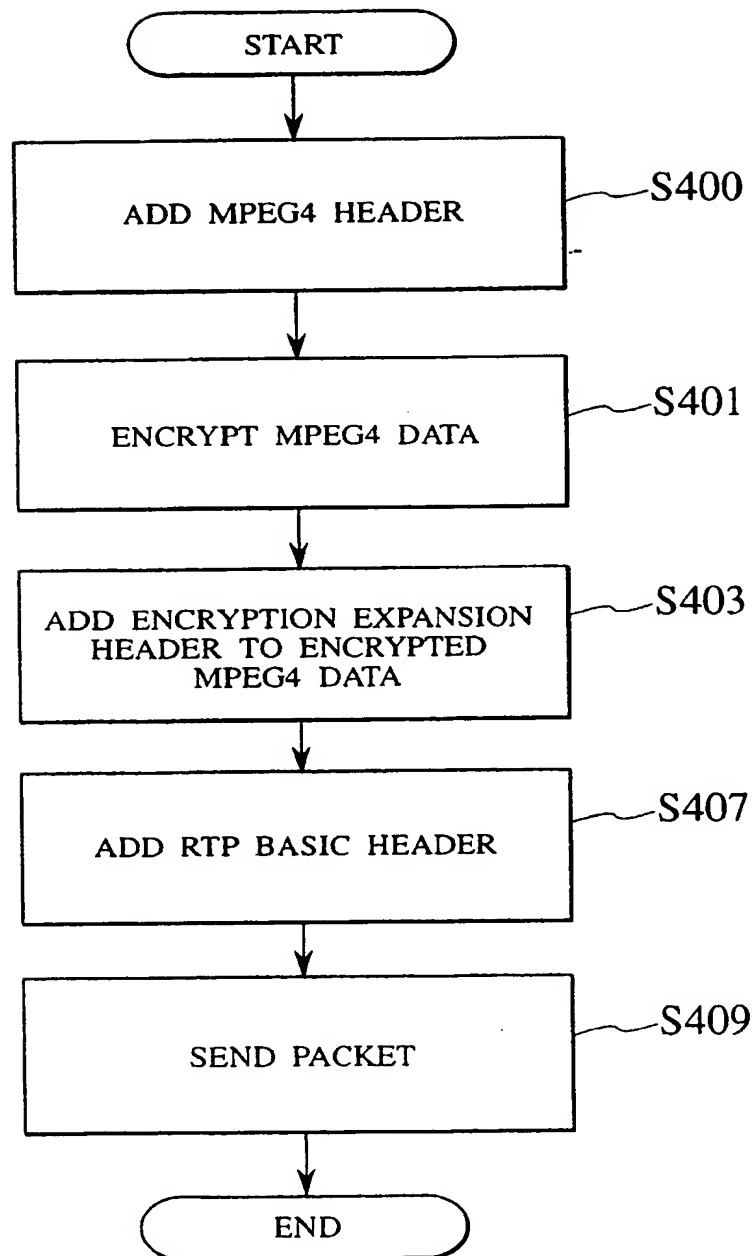 START
ADD MPEG4 HEADER
S400
ENCRYPT MPEG4 DATA
S401
ADD ENCRYPTION EXPANSION
HEADER TO ENCRYPTED
MPEG4 DATA
S403
ADD RTP BASIC HEADER
S407
SEND PACKET
S409
END